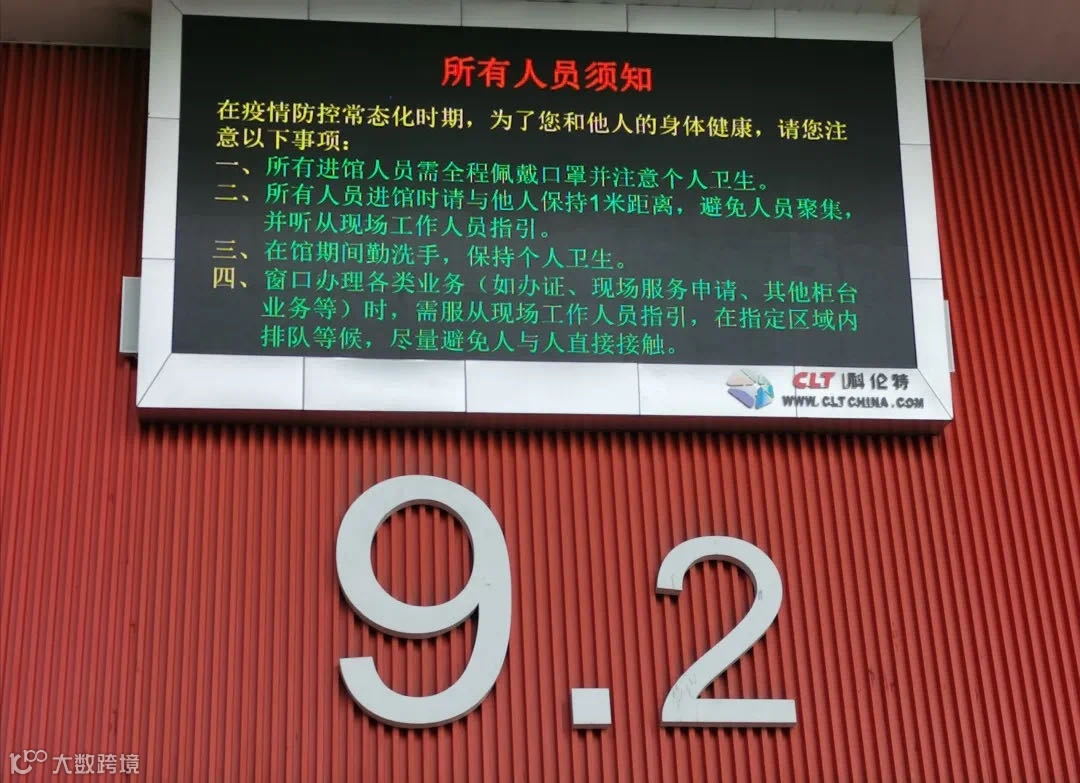 所有人员须知
在疫情防控常态化时期，为了您和他人的身体健康，请您注
意以下事项：
一、所有进馆人员需全程佩戴口罩并注意个人卫生。
二、所有人员进馆时请与他人保持1米距离，避免人员聚集，
并听从现场工作人员指引。
三、在馆期间勤洗手，保持个人卫生。
四、窗口办理各类业务（如办证、现场服务申请、其他柜台
业务等）时，需服从现场工作人员指引，在指定区域内
排队等候，尽量避免人与人直接接触。
CLT 科伦特
WWW.CLTCHINA.COM
9.2
大数跨境